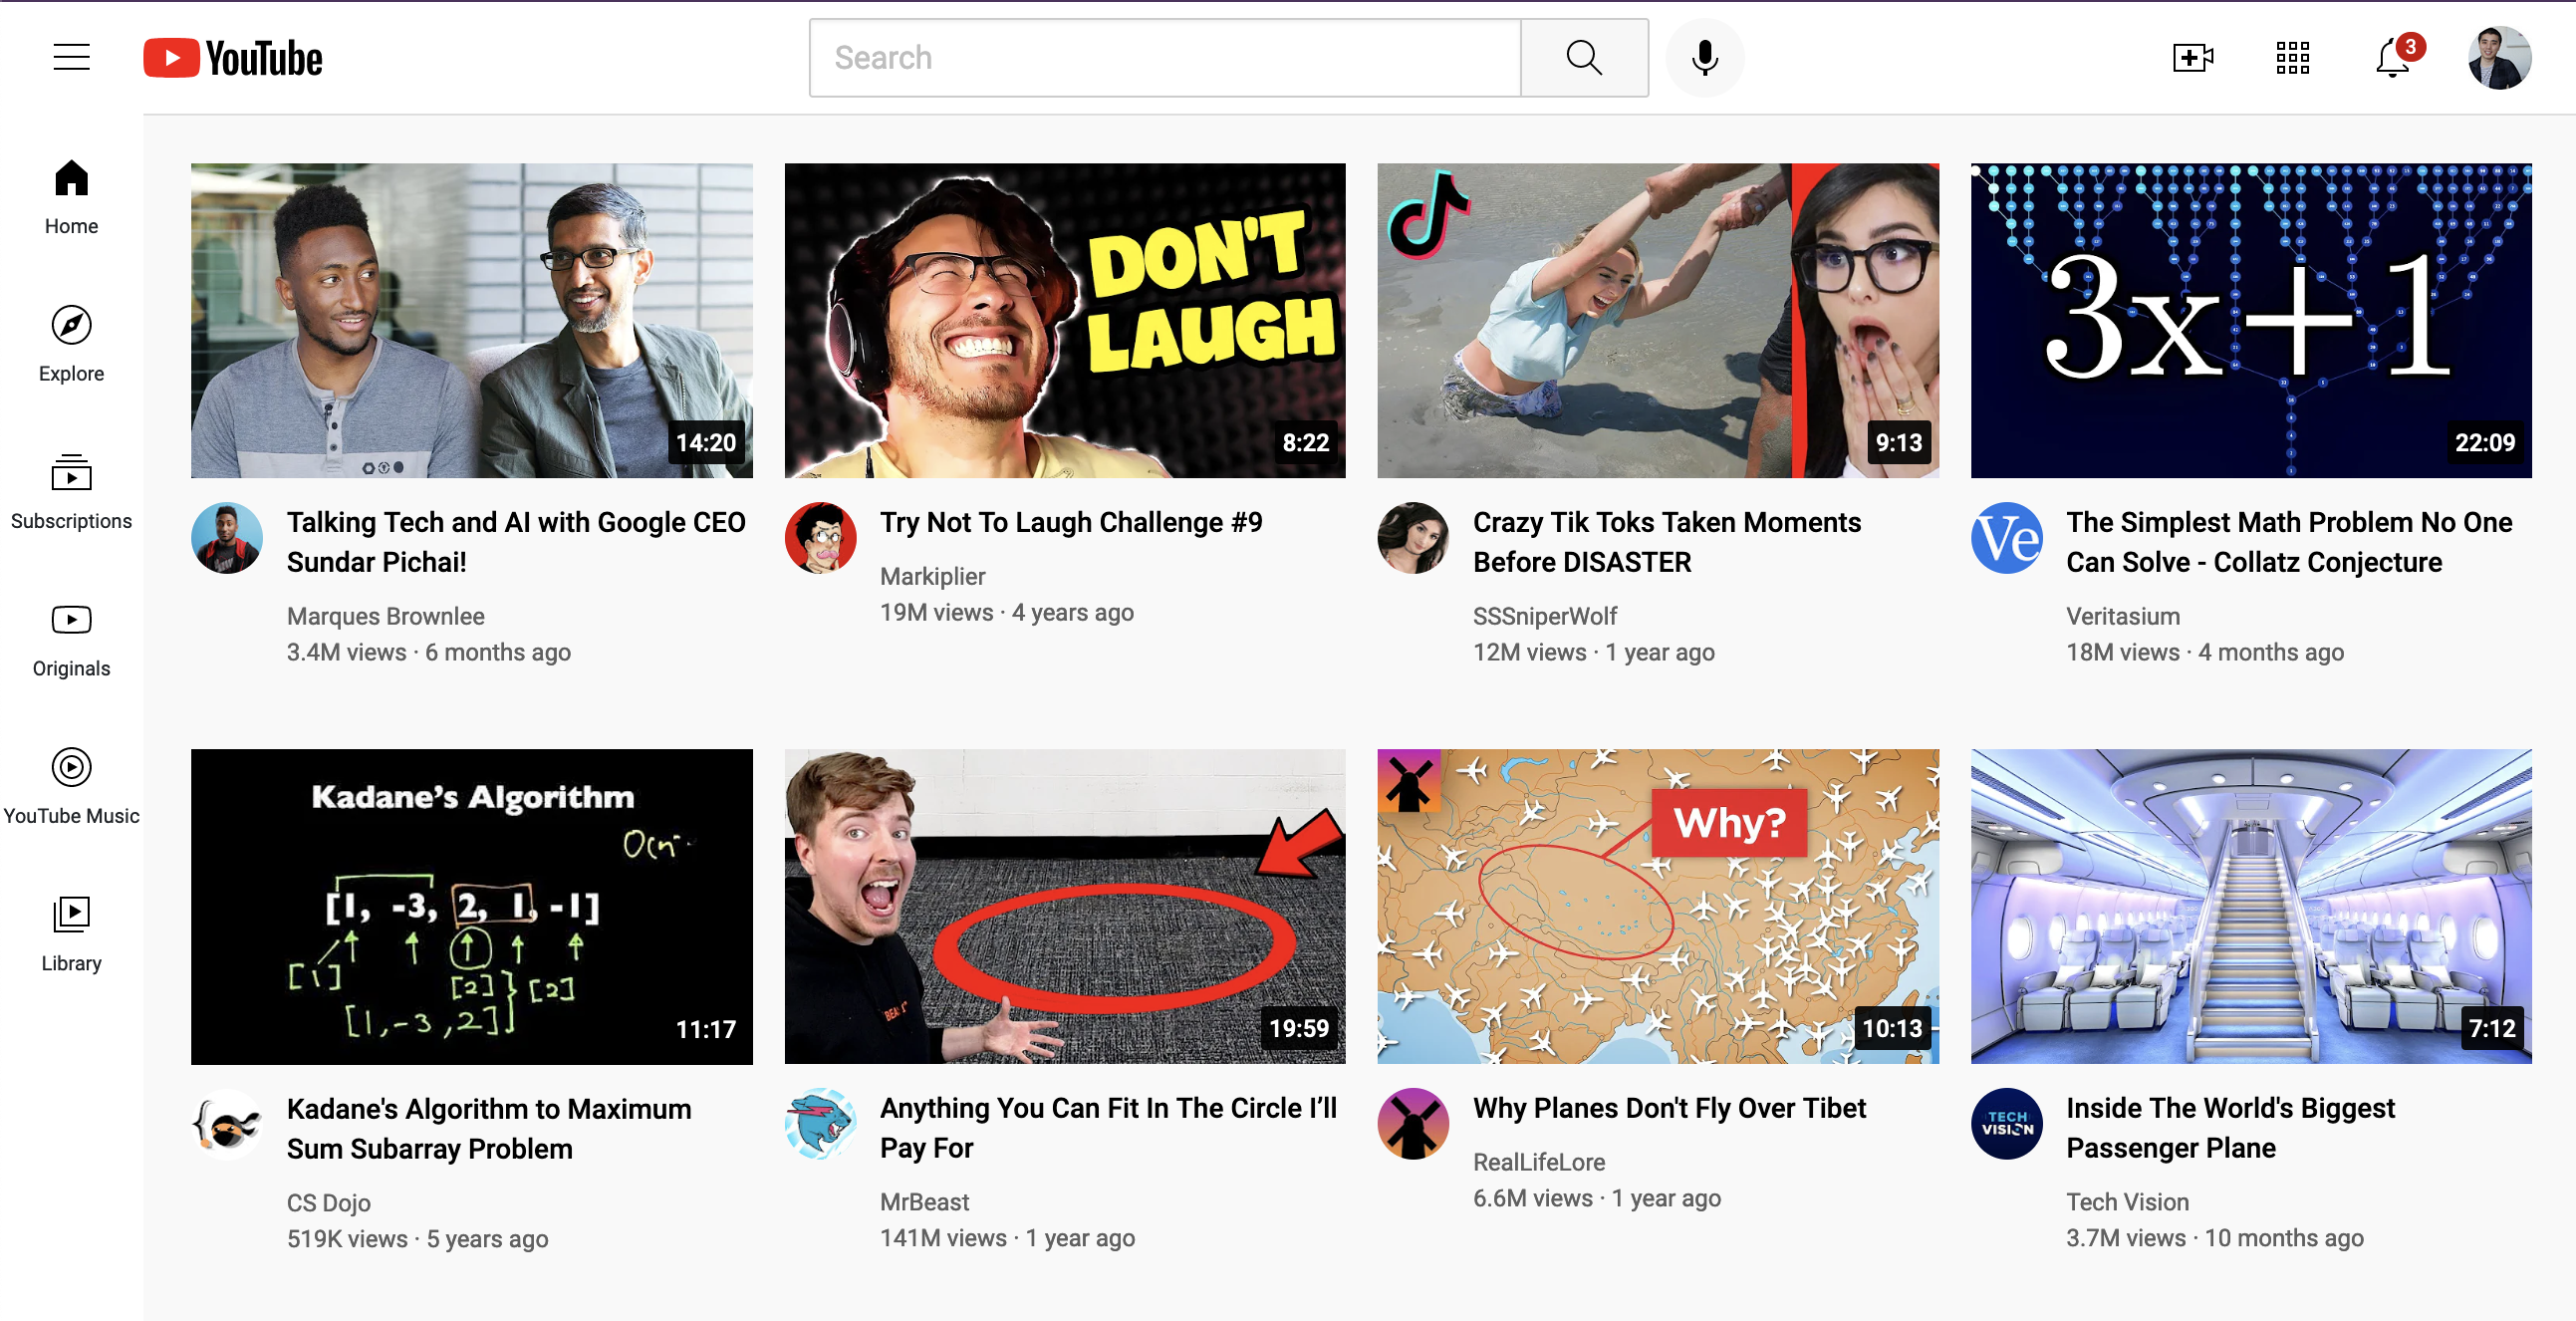 YouTube
Search
3
Home
Explore
Subscriptions
Originals
YouTube Music
Library
14:20
Talking Tech and AI with Google CEO
Sundar Pichai!
Marques Brownlee
3.4M views · 6 months ago
DON'T
LAUGH
8:22
Try Not To Laugh Challenge #9
Markiplier
19M views · 4 years ago
9:13
Crazy Tik Toks Taken Moments
Before DISASTER
SSSniperWolf
12M views · 1 year ago
3x+1
22:09
Ve
The Simplest Math Problem No One
Can Solve - Collatz Conjecture
Veritasium
18M views · 4 months ago
Kadane's Algorithm
O(n
[1, -3, 2, 1, -1]
[1]
[2] [2]
[1,-3,2]
11:17
Kadane's Algorithm to Maximum
Sum Subarray Problem
CS Dojo
519K views · 5 years ago
19:59
Anything You Can Fit In The Circle I’ll
Pay For
MrBeast
141M views · 1 year ago
Why?
10:13
Why Planes Don't Fly Over Tibet
RealLifeLore
6.6M views · 1 year ago
7:12
TECH
VISION
Inside The World's Biggest
Passenger Plane
Tech Vision
3.7M views · 10 months ago